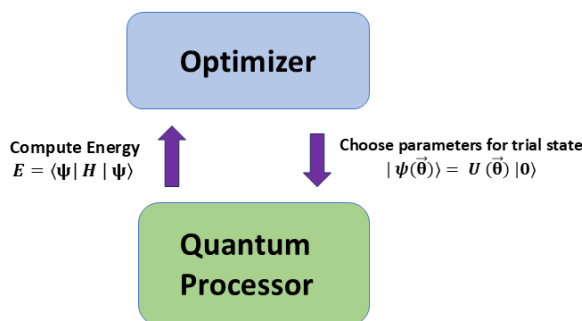 Optimizer
Compute Energy
E = ⟨ψ| H | ψ⟩
Choose parameters for trial state
| ψ(θ⃗)⟩ = U (θ⃗) |0⟩
Quantum
Processor